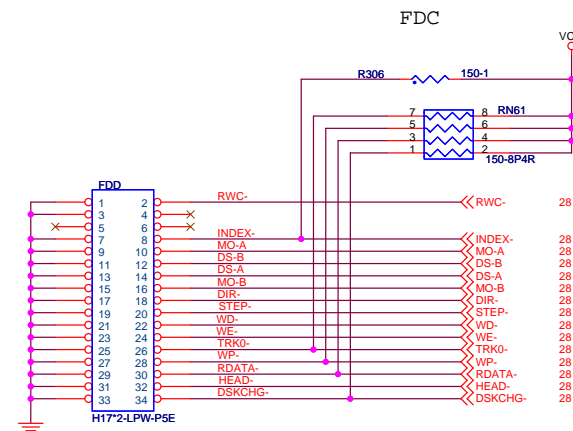 FDC
VC
R306 150-1
7 8 RN61
5 6
3 4
1 2
150-8P4R
FDD
1 2 RWC- RWC- 28
3 4
5 6
7 8 INDEX- INDEX- 28
9 10 MO-A MO-A 28
11 12 DS-B DS-B 28
13 14 DS-A DS-A 28
15 16 MO-B MO-B 28
17 18 DIR- DIR- 28
19 20 STEP- STEP- 28
21 22 WD- WD- 28
23 24 WE- WE- 28
25 26 TRK0- TRK0- 28
27 28 WP- WP- 28
29 30 RDATA- RDATA- 28
31 32 HEAD- HEAD- 28
33 34 DSKCHG- DSKCHG- 28
H17*2-LPW-P5E